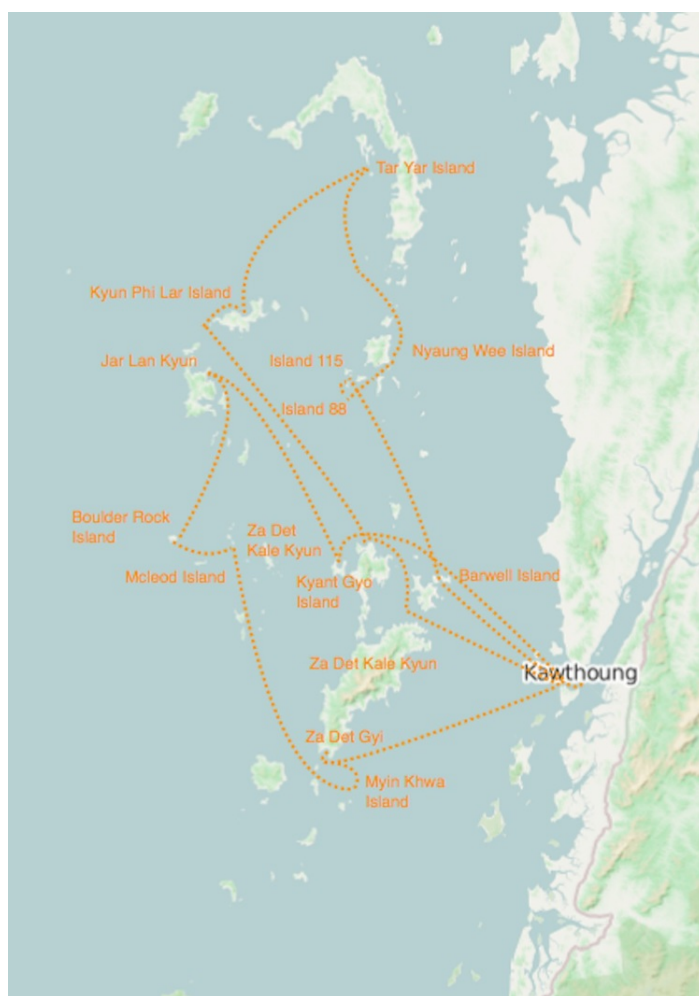 Tar Yar Island
Kyun Phi Lar Island
Island 115
Nyaung Wee Island
Jar Lan Kyun
Island 88
Boulder Rock
Island
Za Det
Kale Kyun
Mcleod Island
Kyant Gyo
Island
Barwell Island
Za Det Kale Kyun
Kawthoung
Za Det Gyi
Myin Khwa
Island